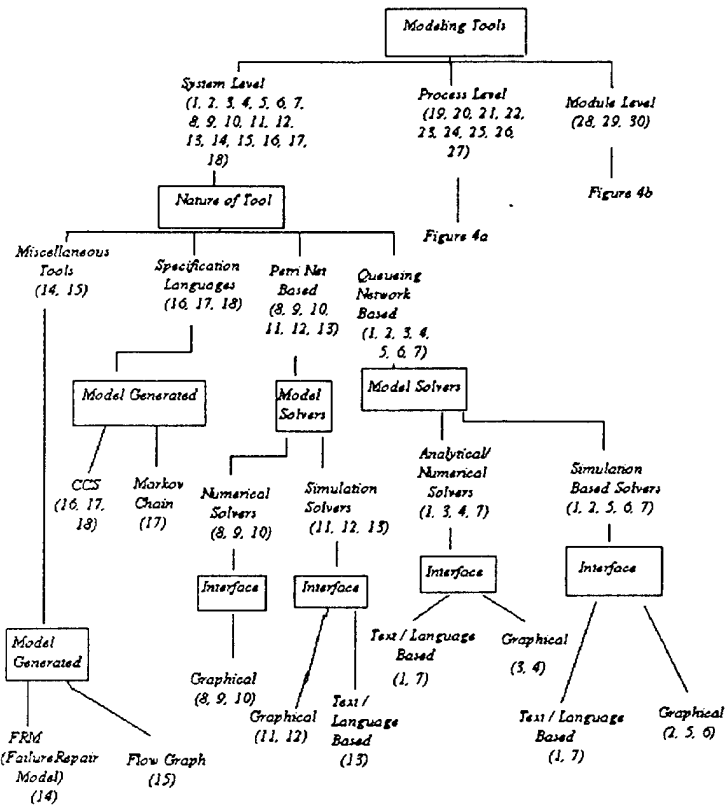 Modeling Tools
System Level
(1, 2, 3, 4, 5, 6, 7,
8, 9, 10, 11, 12,
13, 14, 15, 16, 17,
18)
Process Level
(19, 20, 21, 22,
23, 24, 25, 26,
27)
Module Level
(28, 29, 30)
Figure 4a
Figure 4b
Nature of Tool
Miscellaneous
Tools
(14, 15)
Specification
Languages
(16, 17, 18)
Petri Net
Based
(8, 9, 10,
11, 12, 13)
Queueing
Network
Based
(1, 2, 3, 4,
5, 6, 7)
Model Generated
Model
Solvers
Model Solvers
CCS
(16, 17,
18)
Markov
Chain
(17)
Numerical
Solvers
(8, 9, 10)
Simulation
Solvers
(11, 12, 13)
Analytical/
Numerical
Solvers
(1, 3, 4, 7)
Simulation
Based Solvers
(1, 2, 5, 6, 7)
Interface
Interface
Interface
Interface
Graphical
(8, 9, 10)
Graphical
(11, 12)
Text /
Language
Based
(13)
Text / Language
Based
(1, 7)
Graphical
(3, 4)
Text / Language
Based
(1, 7)
Graphical
(2, 5, 6)
Model
Generated
FRM
(FailureRepair
Model)
(14)
Flow Graph
(15)